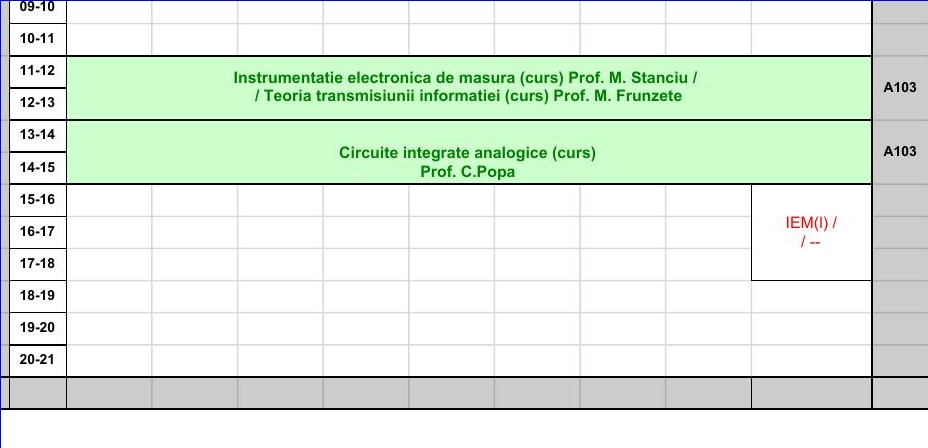 09-10
10-11
11-12
Instrumentatie electronica de masura (curs) Prof. M. Stanciu /
/ Teoria transmisiunii informatiei (curs) Prof. M. Frunzete
A103
12-13
13-14
Circuite integrate analogice (curs)
Prof. C.Popa
A103
14-15
15-16
IEM(l) /
/ --
16-17
17-18
18-19
19-20
20-21